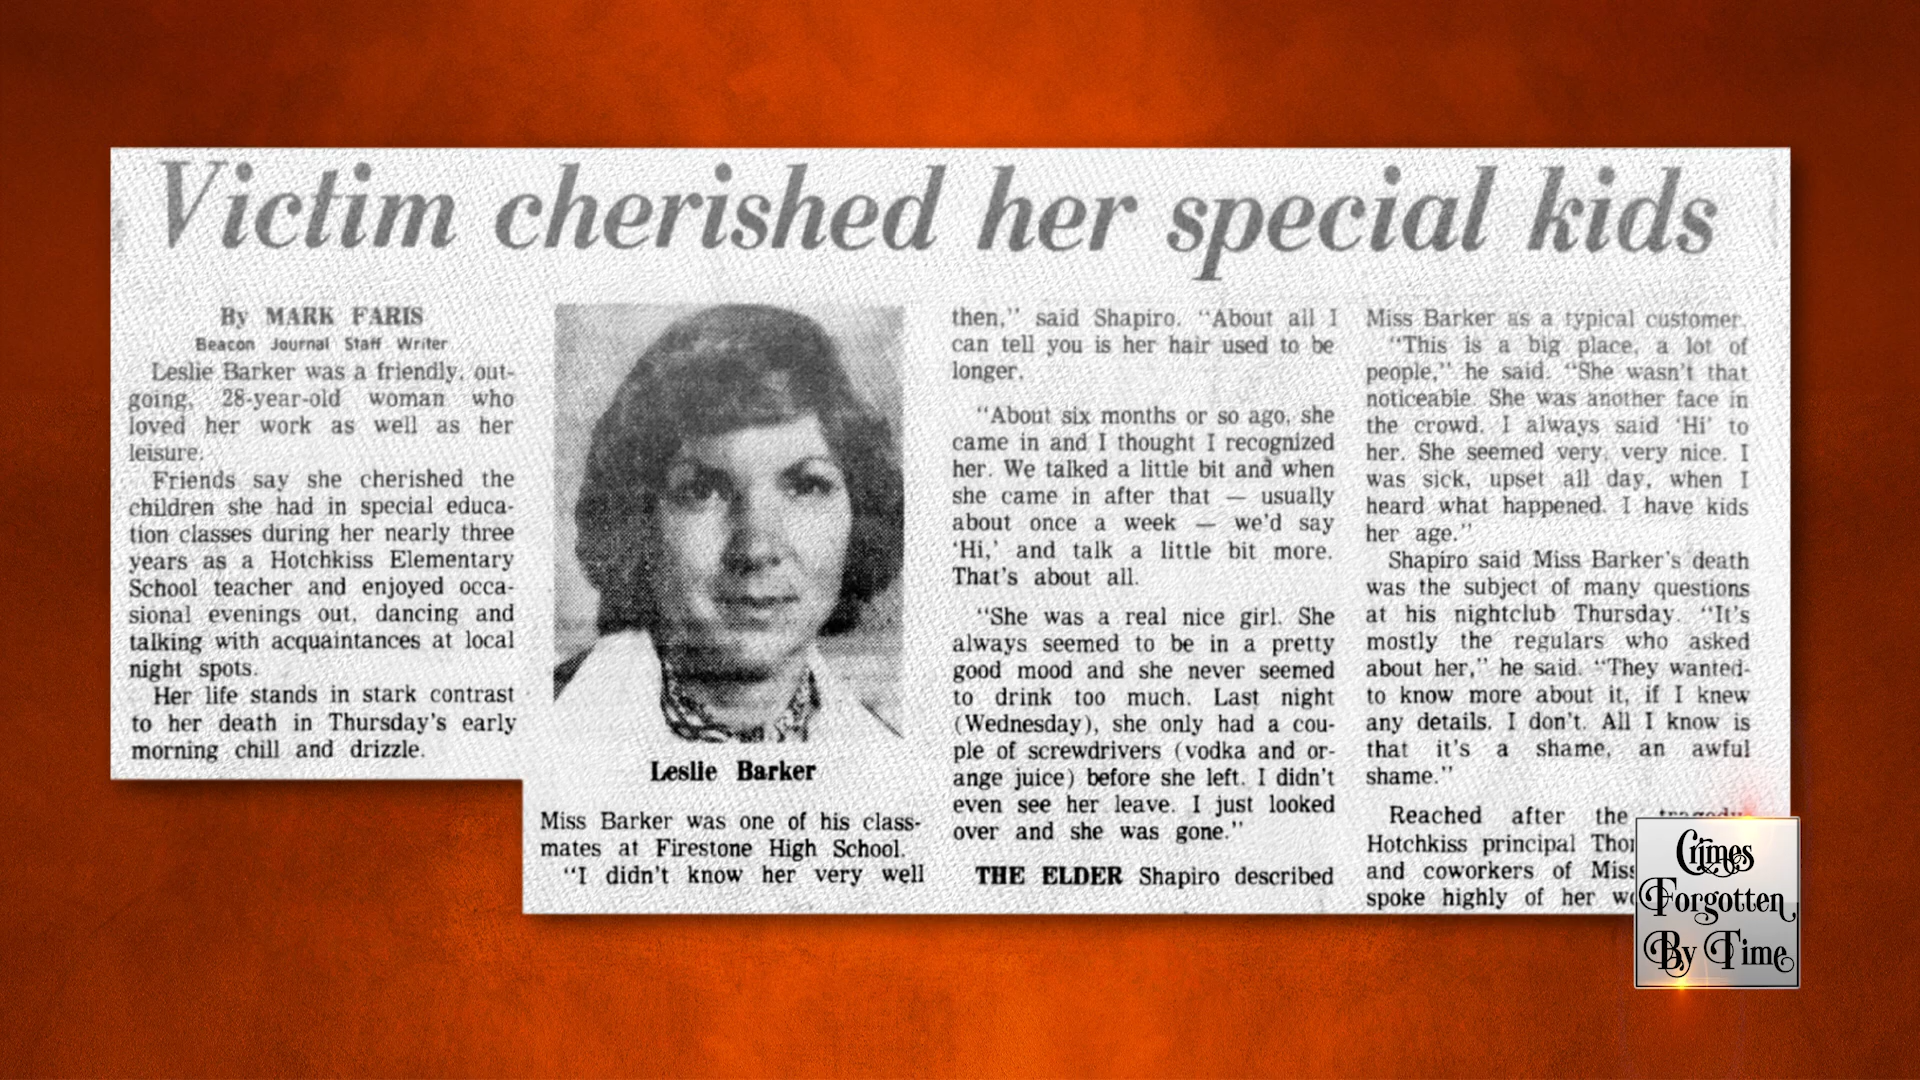 Victim cherished her special kids
By MARK FARIS
Beacon Journal Staff Writer
Leslie Barker was a friendly, out-
going, 28-year-old woman who
loved her work as well as her
leisure.
Friends say she cherished the
children she had in special educa-
tion classes during her nearly three
years as a Hotchkiss Elementary
School teacher and enjoyed occa-
sional evenings out, dancing and
talking with acquaintances at local
night spots.
Her life stands in stark contrast
to her death in Thursday's early
morning chill and drizzle.
Leslie Barker
Miss Barker was one of his class-
mates at Firestone High School.
"I didn't know her very well
then," said Shapiro. "About all I
can tell you is her hair used to be
longer.
"About six months or so ago, she
came in and I thought I recognized
her. We talked a little bit and when
she came in after that — usually
about once a week — we'd say
'Hi,' and talk a little bit more.
That's about all.
"She was a real nice girl. She
always seemed to be in a pretty
good mood and she never seemed
to drink too much. Last night
(Wednesday), she only had a cou-
ple of screwdrivers (vodka and or-
ange juice) before she left. I didn't
even see her leave. I just looked
over and she was gone."
THE ELDER Shapiro described
Miss Barker as a typical customer.
"This is a big place, a lot of
people," he said. "She wasn't that
noticeable. She was another face in
the crowd. I always said 'Hi' to
her. She seemed very, very nice. I
was sick, upset all day, when I
heard what happened. I have kids
her age."
Shapiro said Miss Barker's death
was the subject of many questions
at his nightclub Thursday. "It's
mostly the regulars who asked
about her," he said. "They wanted-
to know more about it, if I knew
any details. I don't. All I know is
that it's a shame, an awful
shame."
Reached after the
Hotchkiss principal
and coworkers of Miss
spoke highly of her
Crimes
Forgotten
By Time